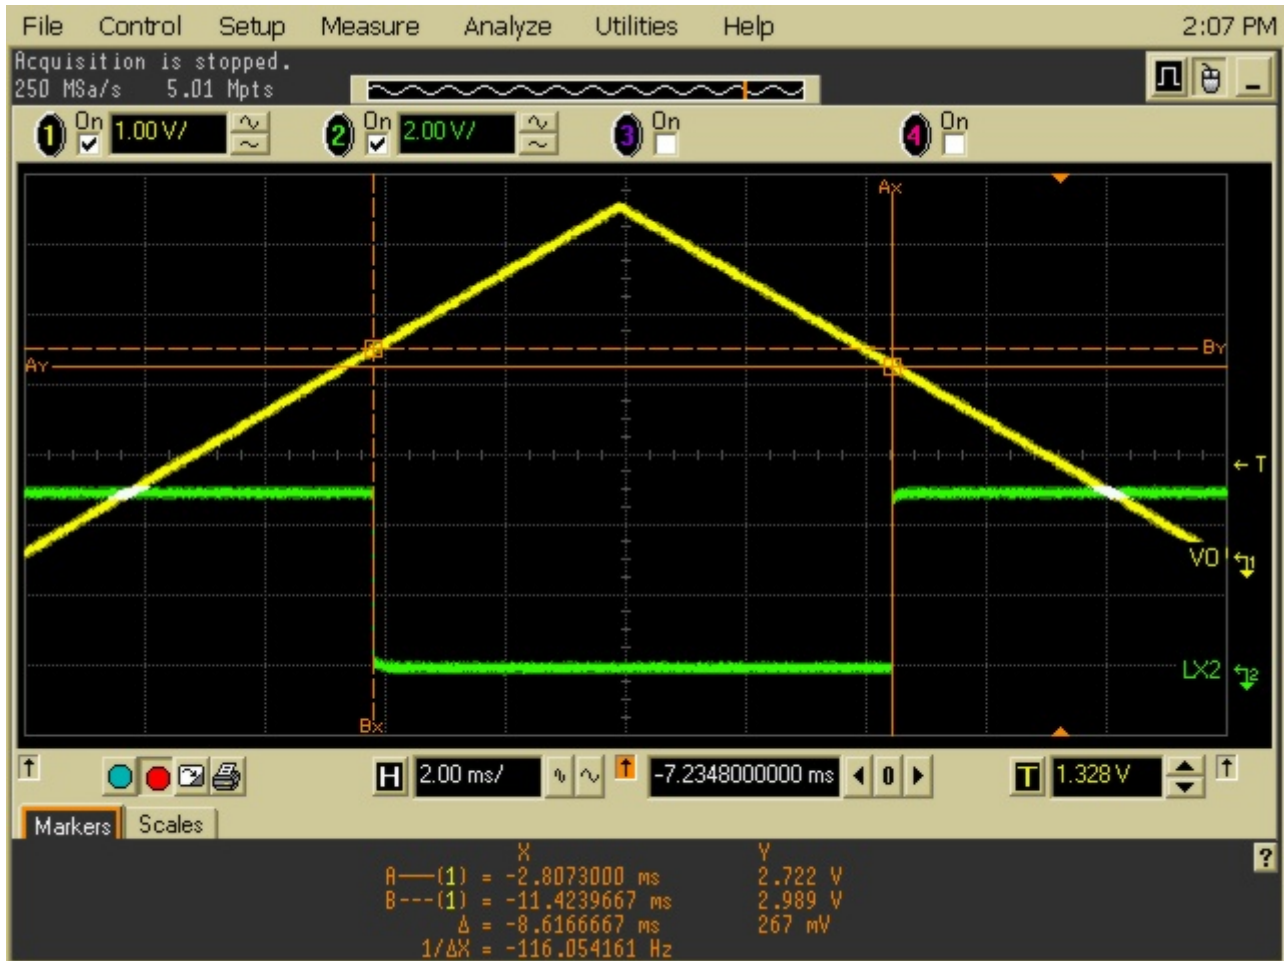 File Control Setup Measure Analyze Utilities Help 2:07 PM
Acquisition is stopped.
250 MSa/s 5.01 Mpts
1 On 1.00 V/ 2 On 2.00 V/ 3 On 4 On
Ax
Ay
By
T
V0 1
LX2 2
Bx
H 2.00 ms/ -7.2348000000 ms 0 T 1.328 V
Markers Scales
X Y
A——(1) = -2.8073000 ms 2.722 V
B---(1) = -11.4239667 ms 2.989 V
Δ = -8.6166667 ms 267 mV
1/ΔX = -116.054161 Hz
?